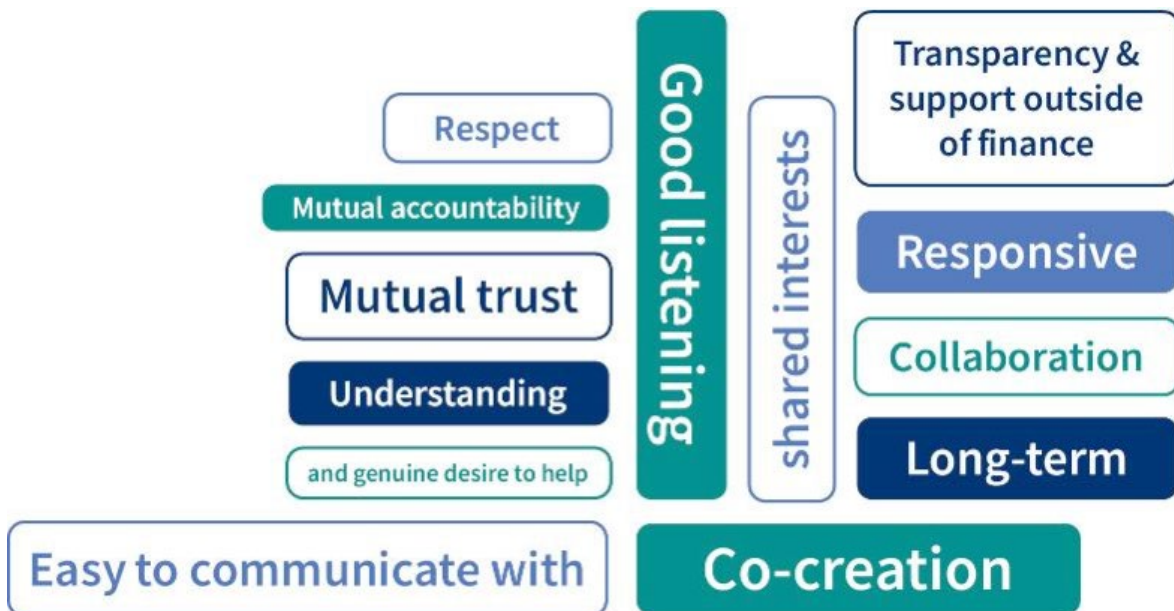 Respect
Mutual accountability
Mutual trust
Understanding
and genuine desire to help
Easy to communicate with
Good listening
shared interests
Transparency &
support outside
of finance
Responsive
Collaboration
Long-term
Co-creation